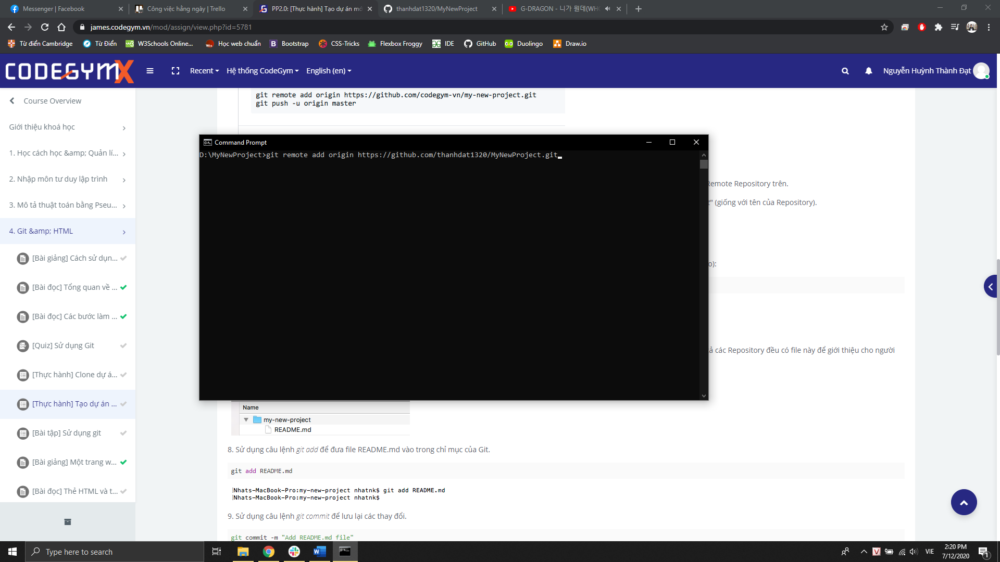 Messenger | Facebook
Công việc hằng ngày | Trello
PP2.0: [Thực hành] Tạo dự án mớ
thanhdat1320/MyNewProject
G-DRAGON - 니가 뭔데(WHO
james.codegym.vn/mod/assign/view.php?id=5781
Từ điển Cambridge
Từ Điển
W3Schools Online...
Học web chuẩn
Bootstrap
CSS-Tricks
Flexbox Froggy
IDE
GitHub
Duolingo
Draw.io
CODEGYMX
Recent
Hệ thống CodeGym
English (en)
Nguyễn Huỳnh Thành Đạt
Course Overview
Giới thiệu khoá học
1. Học cách học &amp; Quản lí...
2. Nhập môn tư duy lập trình
3. Mô tả thuật toán bằng Pseu...
4. Git &amp; HTML
[Bài giảng] Cách sử dụn...
[Bài đọc] Tổng quan về ...
[Bài đọc] Các bước làm ...
[Quiz] Sử dụng Git
[Thực hành] Clone dự á...
[Thực hành] Tạo dự án ...
[Bài tập] Sử dụng git
[Bài giảng] Một trang w...
[Bài đọc] Thẻ HTML và t...
git remote add origin https://github.com/codegym-vn/my-new-project.git
git push -u origin master
Command Prompt
D:\MyNewProject>git remote add origin https://github.com/thanhdat1320/MyNewProject.git
Remote Repository trên.
t" (giống với tên của Repository).
o):
ả các Repository đều có file này để giới thiệu cho người
Name
my-new-project
README.md
8. Sử dụng câu lệnh git add để đưa file README.md vào trong chỉ mục của Git.
git add README.md
[Nhats-MacBook-Pro:my-new-project nhatnk$ git add README.md
[Nhats-MacBook-Pro:my-new-project nhatnk$
9. Sử dụng câu lệnh git commit để lưu lại các thay đổi.
git commit -m "Add README.md file"
Type here to search
VIE
2:20 PM
7/12/2020
1